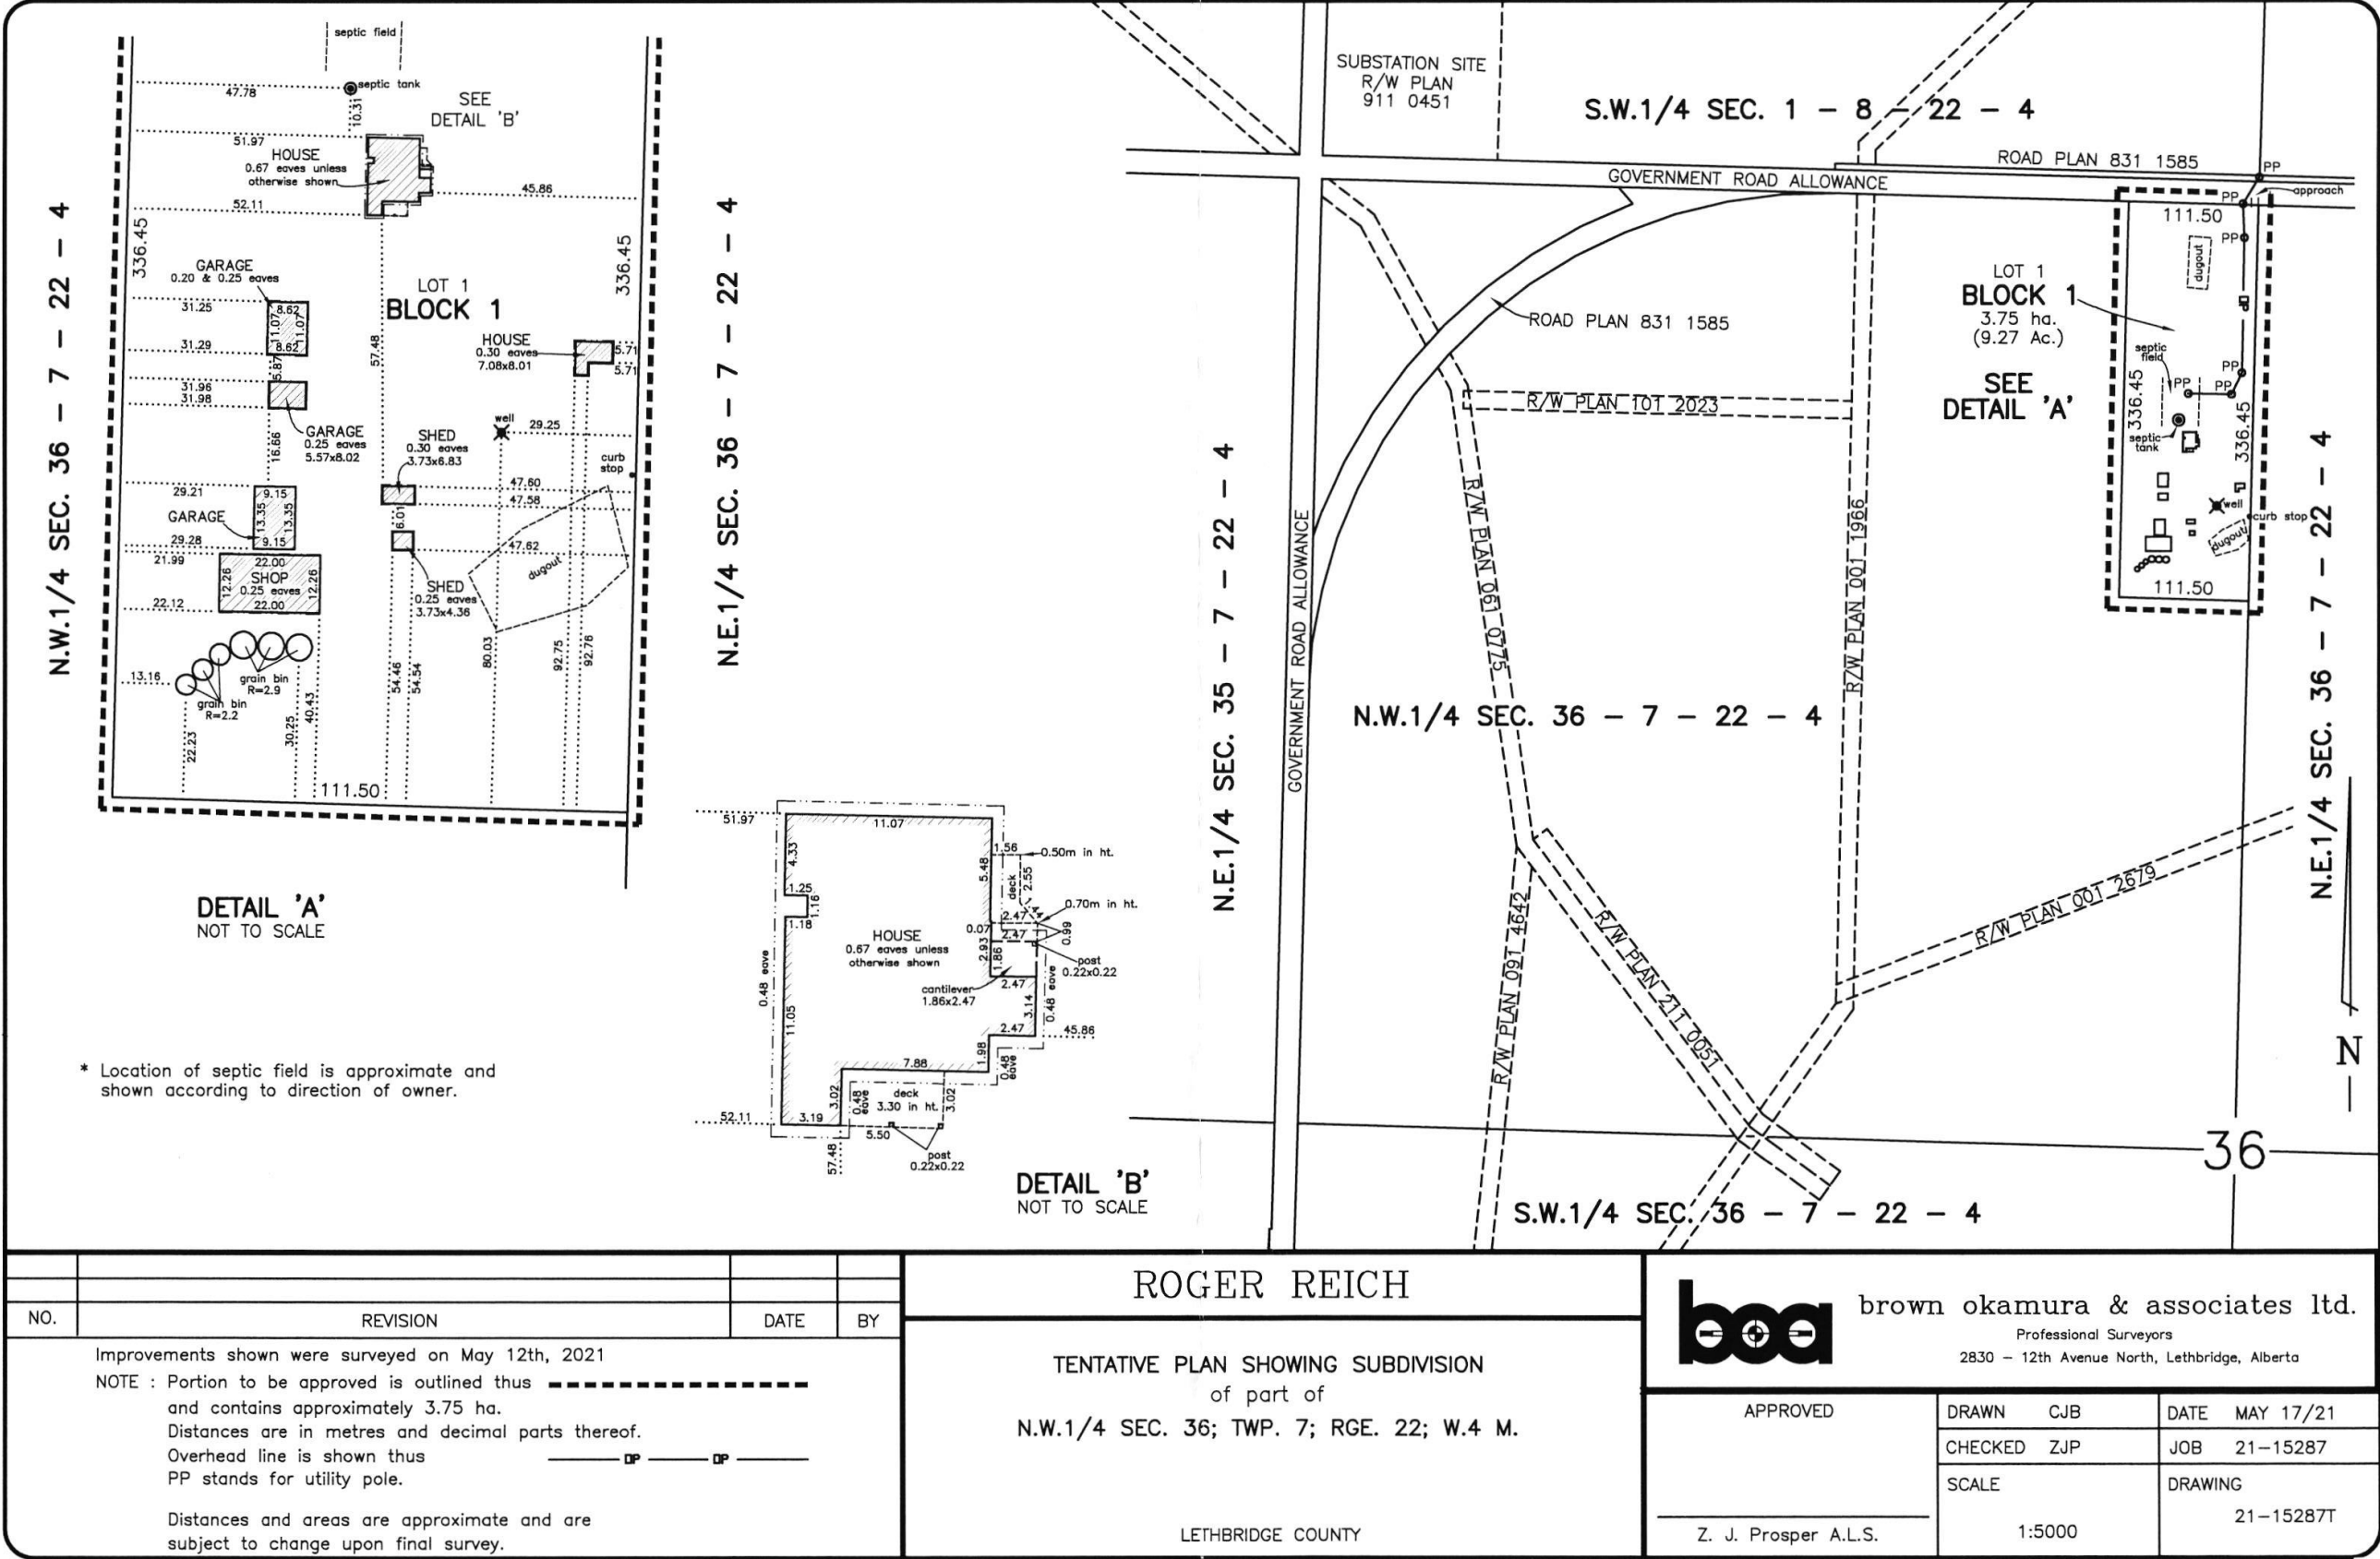 septic field
septic tank
47.78
10.31
SEE
DETAIL 'B'
51.97
HOUSE
0.67 eaves unless
otherwise shown
45.86
52.11
336.45
336.45
GARAGE
0.20 & 0.25 eaves
LOT 1
BLOCK 1
31.25
8.62
11.07
11.07
8.62
31.29
57.48
HOUSE
0.30 eaves
7.08x8.01
5.71
5.71
5.87
31.96
31.98
GARAGE
0.25 eaves
5.57x8.02
16.66
SHED
0.30 eaves
3.73x6.83
well
29.25
curb
stop
29.21
9.15
13.35
13.35
9.15
GARAGE
29.28
47.60
47.58
6.01
47.62
dugout
21.99
22.00
SHOP
0.25 eaves
22.00
12.26
12.26
22.12
SHED
0.25 eaves
3.73x4.36
13.16
grain bin
R=2.9
grain bin
R=2.2
22.23
30.25
40.43
54.46
54.54
80.03
92.75
92.76
111.50
N.W.1/4 SEC. 36 – 7 – 22 – 4
N.E.1/4 SEC. 36 – 7 – 22 – 4
DETAIL 'A'
NOT TO SCALE
* Location of septic field is approximate and
shown according to direction of owner.
51.97
11.07
4.33
1.25
1.16
1.18
5.48
1.56
0.50m in ht.
deck
2.55
0.70m in ht.
2.47
0.07
2.47
0.99
2.93
1.86
post
0.22x0.22
HOUSE
0.67 eaves unless
otherwise shown
cantilever
1.86x2.47
2.47
3.14
0.48 eave
0.48 eave
11.05
2.47
45.86
1.98
0.48
eave
7.88
3.02
0.48
eave
deck
3.30 in ht.
3.02
52.11
3.19
5.50
57.48
post
0.22x0.22
DETAIL 'B'
NOT TO SCALE
SUBSTATION SITE
R/W PLAN
911 0451
S.W.1/4 SEC. 1 – 8 – 22 – 4
ROAD PLAN 831 1585
GOVERNMENT ROAD ALLOWANCE
PP
approach
PP
111.50
PP
dugout
ROAD PLAN 831 1585
LOT 1
BLOCK 1
3.75 ha.
(9.27 Ac.)
SEE
DETAIL 'A'
septic
field
PP
PP
PP
336.45
336.45
septic
tank
well
curb stop
dugout
111.50
R/W PLAN 101 2023
R/W PLAN 061 0775
R/W PLAN 001 1966
N.E.1/4 SEC. 35 – 7 – 22 – 4
GOVERNMENT ROAD ALLOWANCE
N.W.1/4 SEC. 36 – 7 – 22 – 4
N.E.1/4 SEC. 36 – 7 – 22 – 4
R/W PLAN 091 4642
R/W PLAN 211 0051
R/W PLAN 001 2679
N
36
S.W.1/4 SEC. 36 – 7 – 22 – 4
NO.
REVISION
DATE
BY
Improvements shown were surveyed on May 12th, 2021
NOTE : Portion to be approved is outlined thus
and contains approximately 3.75 ha.
Distances are in metres and decimal parts thereof.
Overhead line is shown thus
PP stands for utility pole.
Distances and areas are approximate and are
subject to change upon final survey.
ROGER REICH
TENTATIVE PLAN SHOWING SUBDIVISION
of part of
N.W.1/4 SEC. 36; TWP. 7; RGE. 22; W.4 M.
LETHBRIDGE COUNTY
boa
brown okamura & associates ltd.
Professional Surveyors
2830 – 12th Avenue North, Lethbridge, Alberta
APPROVED
Z. J. Prosper A.L.S.
DRAWN CJB
DATE MAY 17/21
CHECKED ZJP
JOB 21–15287
SCALE
1:5000
DRAWING
21–15287T